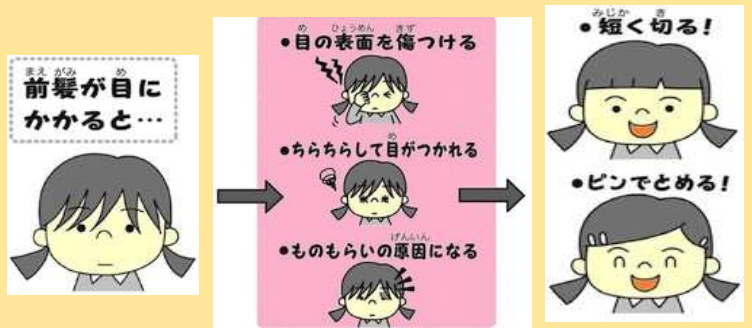 前髪が目に
かかると…
●目の表面を傷つける
●ちらちらして目がつかれる
●ものもらいの原因になる
●短く切る!
●ピンでとめる!